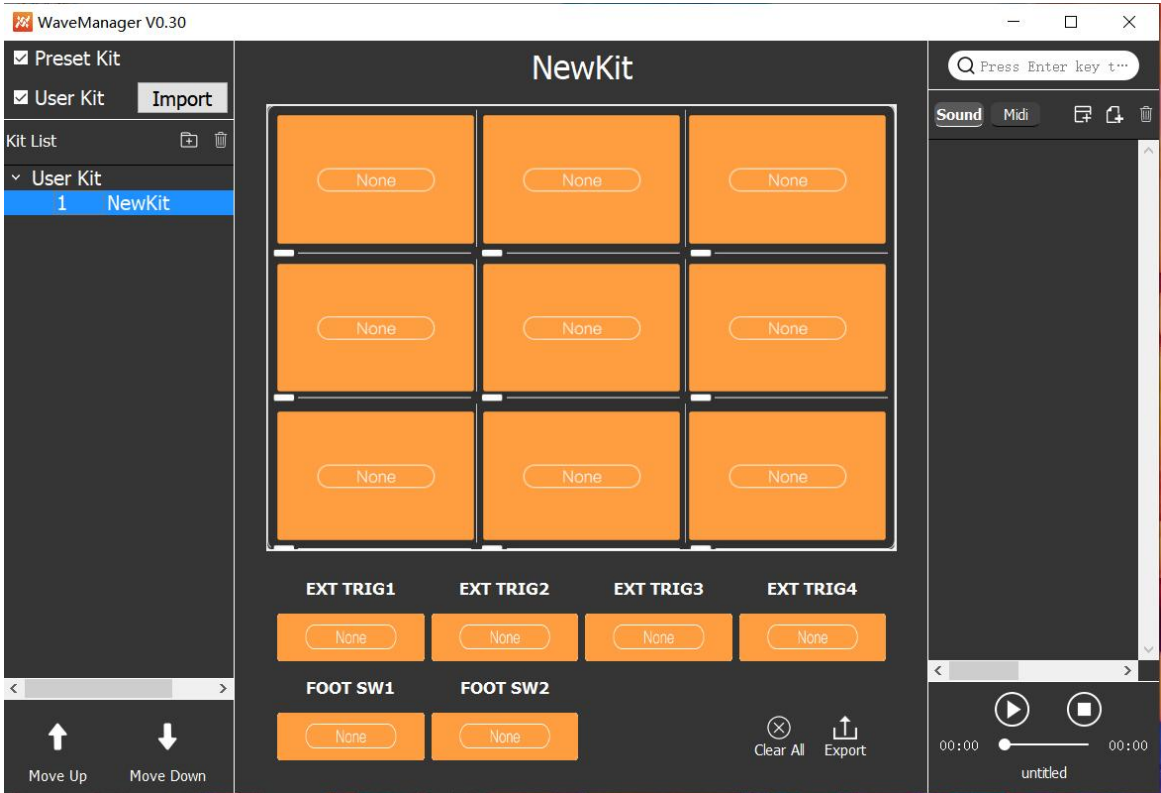 WaveManager V0.30
Preset Kit
User Kit
Import
Kit List
User Kit
1 NewKit
Move Up
Move Down
NewKit
None None None
None None None
None None None
EXT TRIG1 EXT TRIG2 EXT TRIG3 EXT TRIG4
None None None None
FOOT SW1 FOOT SW2
None None
Clear All Export
Press Enter key t…
Sound Midi
00:00 00:00
untitled